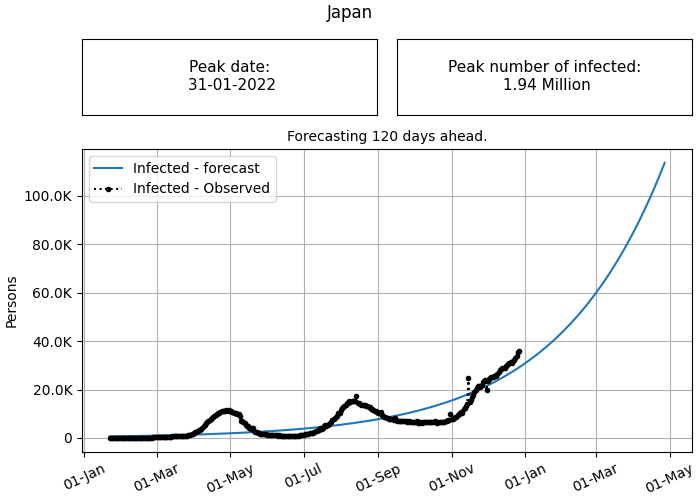 Japan
Peak date:
31-01-2022
Peak number of infected:
1.94 Million
Forecasting 120 days ahead.
Infected - forecast
Infected - Observed
Persons
100.0K
80.0K
60.0K
40.0K
20.0K
0
01-Jan
01-Mar
01-May
01-Jul
01-Sep
01-Nov
01-Jan
01-Mar
01-May